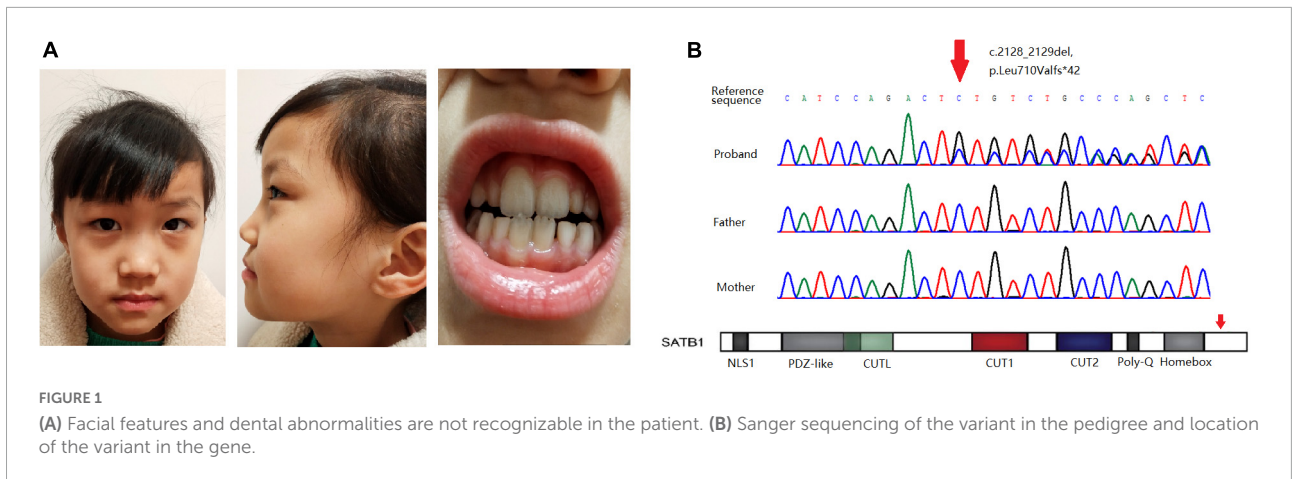 A
B
c.2128_2129del,
p.Leu710Valfs*42
Reference
sequence
C A T C C A G A C T C T G T C T G C C C A G C T C
Proband
Father
Mother
SATB1
NLS1 PDZ-like CUTL CUT1 CUT2 Poly-Q Homebox
FIGURE 1
(A) Facial features and dental abnormalities are not recognizable in the patient. (B) Sanger sequencing of the variant in the pedigree and location
of the variant in the gene.